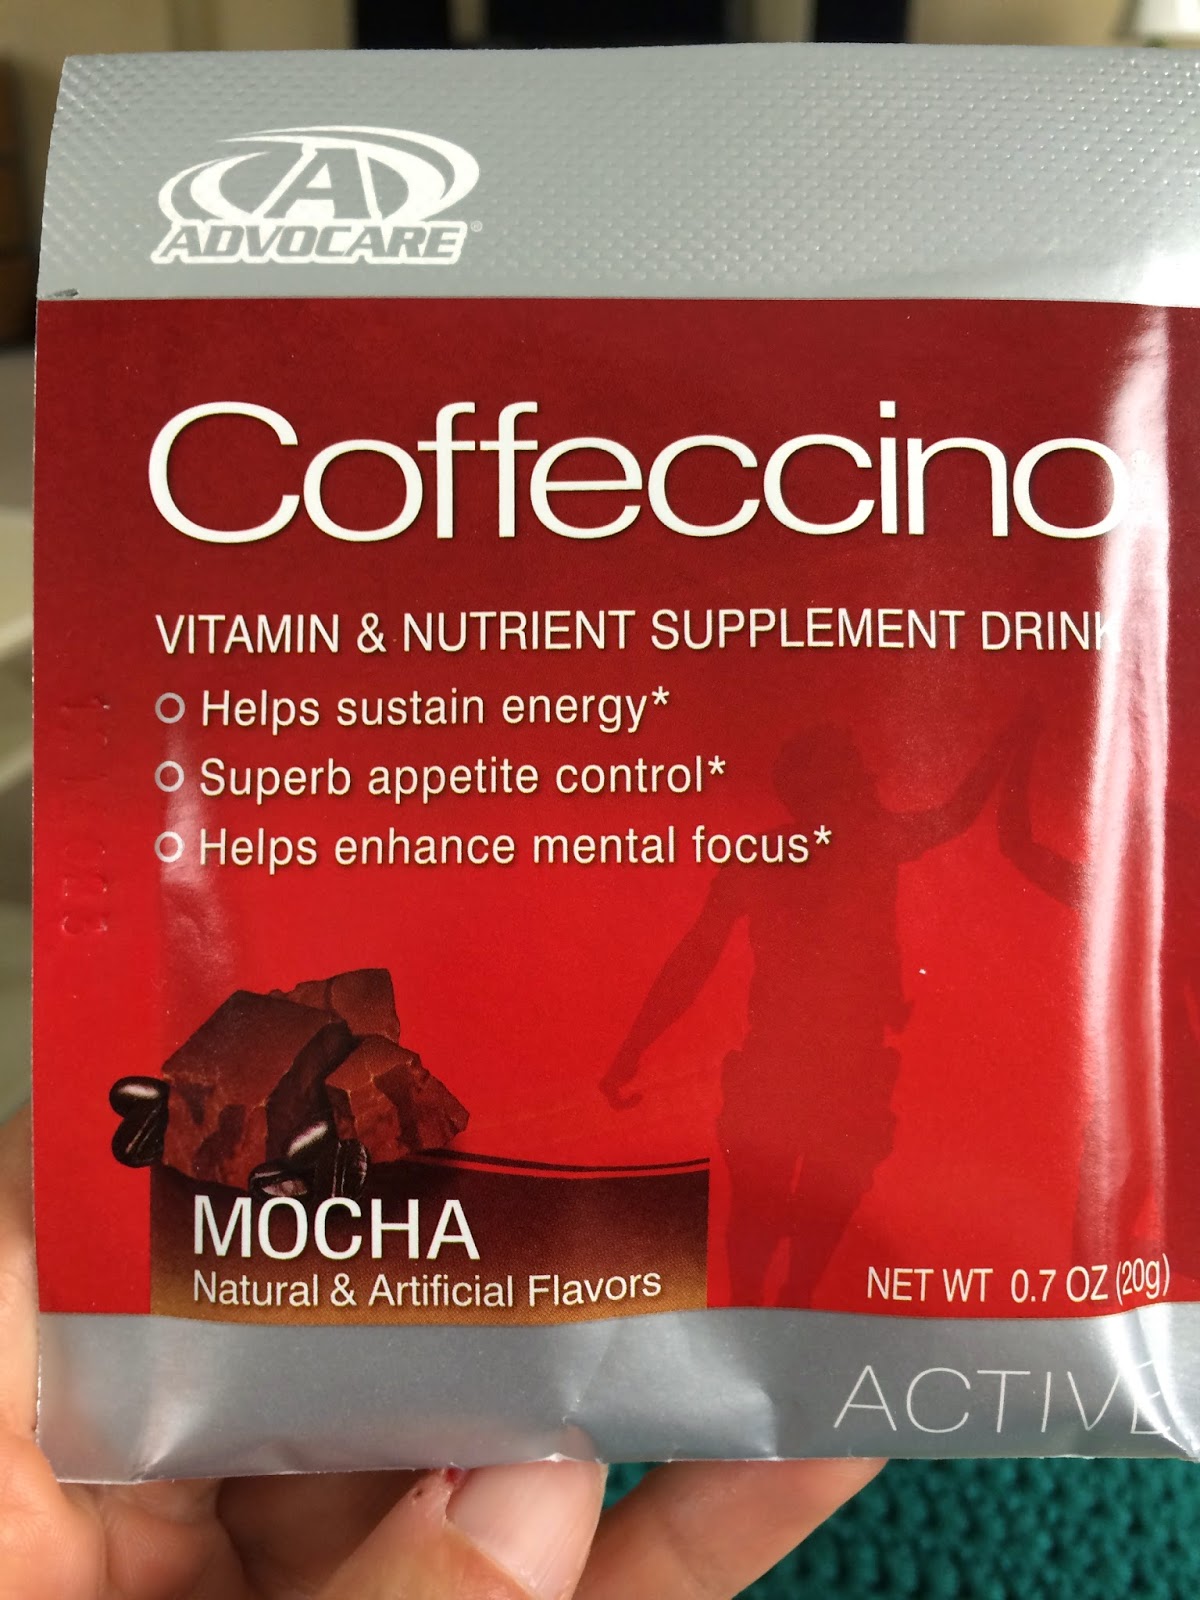 A
ADVOCARE®
Coffeccino
VITAMIN & NUTRIENT SUPPLEMENT DRINK
Helps sustain energy*
Superb appetite control*
Helps enhance mental focus*
MOCHA
Natural & Artificial Flavors
NET WT 0.7 OZ (20g)
ACTIVE